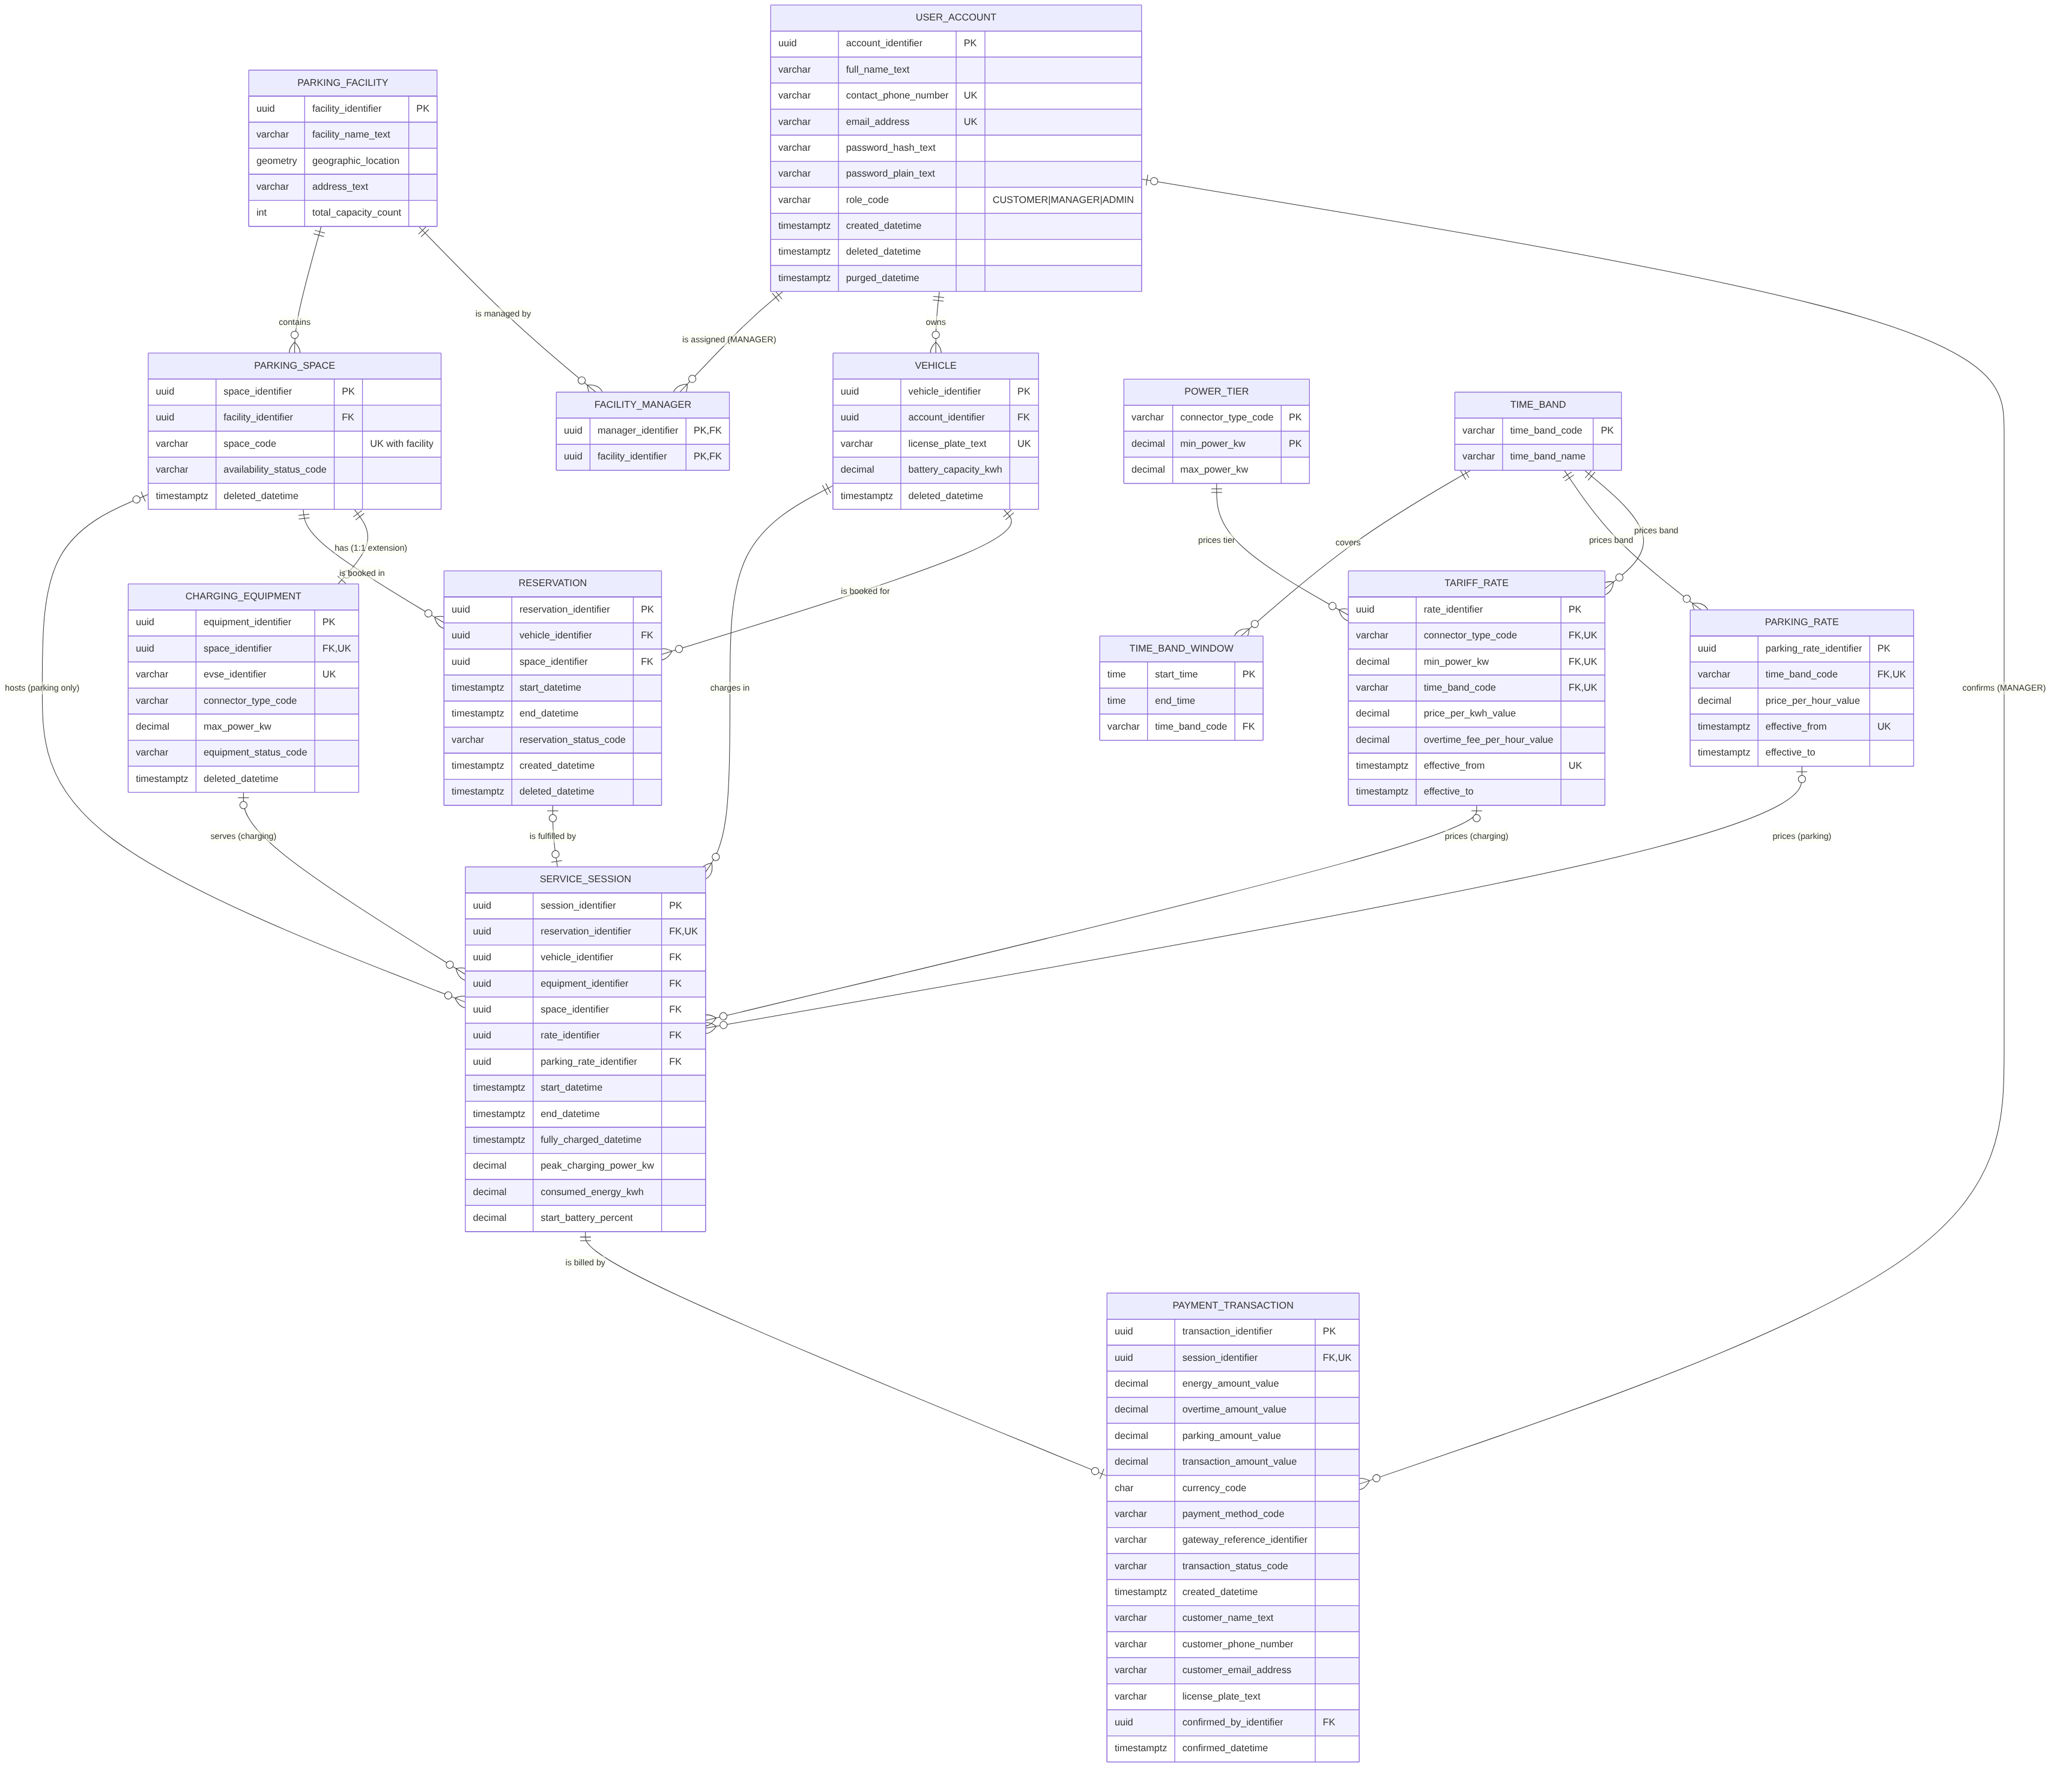 USER_ACCOUNT
uuid account_identifier PK
varchar full_name_text
varchar contact_phone_number UK
varchar email_address UK
varchar password_hash_text
varchar password_plain_text
varchar role_code CUSTOMER|MANAGER|ADMIN
timestamptz created_datetime
timestamptz deleted_datetime
timestamptz purged_datetime
PARKING_FACILITY
uuid facility_identifier PK
varchar facility_name_text
geometry geographic_location
varchar address_text
int total_capacity_count
contains
is managed by
is assigned (MANAGER)
owns
PARKING_SPACE
uuid space_identifier PK
uuid facility_identifier FK
varchar space_code UK with facility
varchar availability_status_code
timestamptz deleted_datetime
FACILITY_MANAGER
uuid manager_identifier PK,FK
uuid facility_identifier PK,FK
VEHICLE
uuid vehicle_identifier PK
uuid account_identifier FK
varchar license_plate_text UK
decimal battery_capacity_kwh
timestamptz deleted_datetime
POWER_TIER
varchar connector_type_code PK
decimal min_power_kw PK
decimal max_power_kw
TIME_BAND
varchar time_band_code PK
varchar time_band_name
has (1:1 extension)
is booked in
is booked for
prices tier
covers
prices band
prices band
CHARGING_EQUIPMENT
uuid equipment_identifier PK
uuid space_identifier FK,UK
varchar evse_identifier UK
varchar connector_type_code
decimal max_power_kw
varchar equipment_status_code
timestamptz deleted_datetime
RESERVATION
uuid reservation_identifier PK
uuid vehicle_identifier FK
uuid space_identifier FK
timestamptz start_datetime
timestamptz end_datetime
varchar reservation_status_code
timestamptz created_datetime
timestamptz deleted_datetime
TIME_BAND_WINDOW
time start_time PK
time end_time
varchar time_band_code FK
TARIFF_RATE
uuid rate_identifier PK
varchar connector_type_code FK,UK
decimal min_power_kw FK,UK
varchar time_band_code FK,UK
decimal price_per_kwh_value
decimal overtime_fee_per_hour_value
timestamptz effective_from UK
timestamptz effective_to
PARKING_RATE
uuid parking_rate_identifier PK
varchar time_band_code FK,UK
decimal price_per_hour_value
timestamptz effective_from UK
timestamptz effective_to
hosts (parking only)
charges in
confirms (MANAGER)
serves (charging)
is fulfilled by
prices (charging)
prices (parking)
SERVICE_SESSION
uuid session_identifier PK
uuid reservation_identifier FK,UK
uuid vehicle_identifier FK
uuid equipment_identifier FK
uuid space_identifier FK
uuid rate_identifier FK
uuid parking_rate_identifier FK
timestamptz start_datetime
timestamptz end_datetime
timestamptz fully_charged_datetime
decimal peak_charging_power_kw
decimal consumed_energy_kwh
decimal start_battery_percent
is billed by
PAYMENT_TRANSACTION
uuid transaction_identifier PK
uuid session_identifier FK,UK
decimal energy_amount_value
decimal overtime_amount_value
decimal parking_amount_value
decimal transaction_amount_value
char currency_code
varchar payment_method_code
varchar gateway_reference_identifier
varchar transaction_status_code
timestamptz created_datetime
varchar customer_name_text
varchar customer_phone_number
varchar customer_email_address
varchar license_plate_text
uuid confirmed_by_identifier FK
timestamptz confirmed_datetime